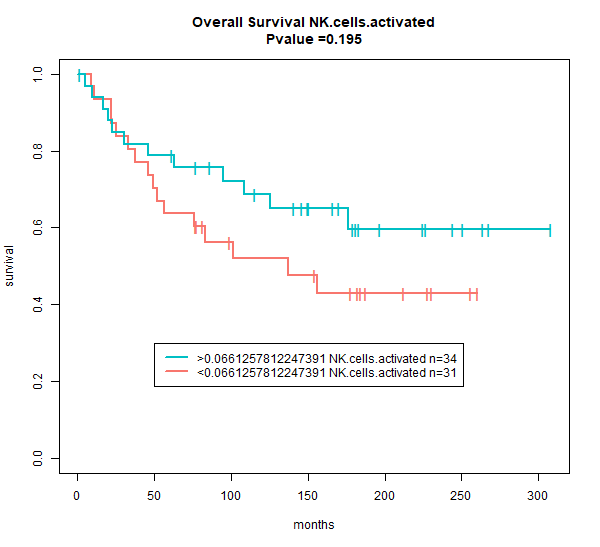 Overall Survival NK.cells.activated
Pvalue =0.195
survival
1.0
0.8
0.6
0.4
0.2
0.0
>0.0661257812247391 NK.cells.activated n=34
<0.0661257812247391 NK.cells.activated n=31
0 50 100 150 200 250 300
months